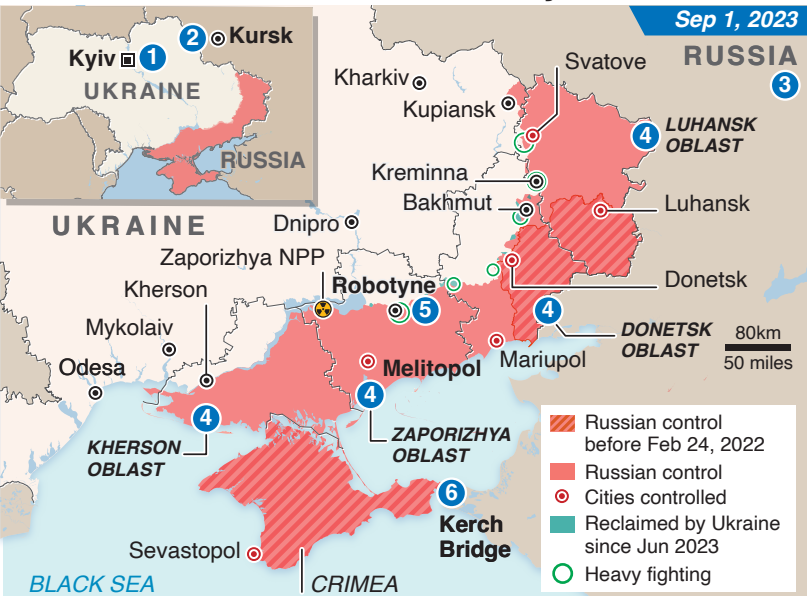 Sep 1, 2023
2
Kursk
Kyiv
1
UKRAINE
RUSSIA
RUSSIA
3
Svatove
Kharkiv
Kupiansk
4
LUHANSK
OBLAST
Kreminna
Bakhmut
Luhansk
UKRAINE
Dnipro
Zaporizhya NPP
Kherson
Robotyne
5
Donetsk
4
DONETSK
OBLAST
80km
50 miles
Mykolaiv
Odesa
Melitopol
Mariupol
4
KHERSON
OBLAST
4
ZAPORIZHYA
OBLAST
6
Kerch
Bridge
Sevastopol
BLACK SEA
CRIMEA
Russian control
before Feb 24, 2022
Russian control
Cities controlled
Reclaimed by Ukraine
since Jun 2023
Heavy fighting